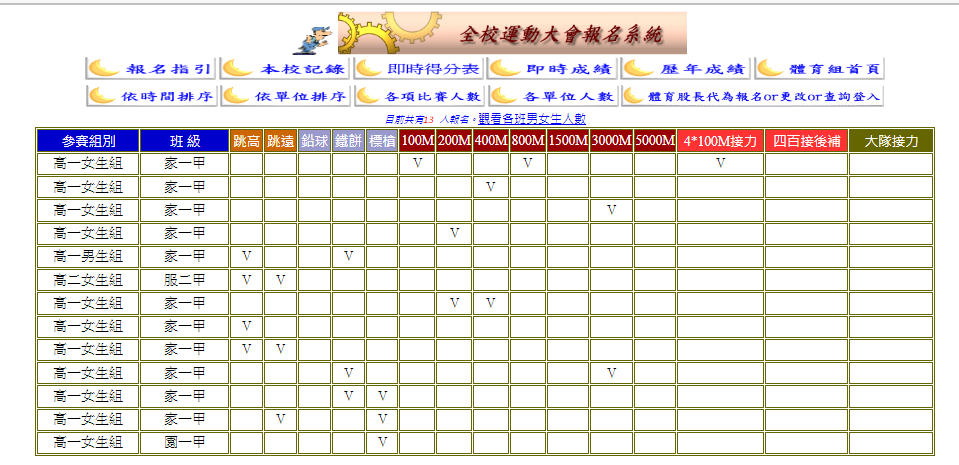 全校運動大會報名系統
報名指引 本校記錄 即時得分表 即時成績 歷年成績 體育組首頁
依時間排序 依單位排序 各項比賽人數 各單位人數 體育股長代為報名or更改or查詢登入
目前共有13 人報名。觀看各班男女生人數
參賽組別 班 級 跳高 跳遠 鉛球 鐵餅 標槍 100M 200M 400M 800M 1500M 3000M 5000M 4*100M接力 四百接後補 大隊接力
高一女生組 家一甲 V V V
高一女生組 家一甲 V
高一女生組 家一甲 V
高一女生組 家一甲 V
高一男生組 家一甲 V V
高二女生組 服二甲 V V
高一女生組 家一甲 V V
高一女生組 家一甲 V
高一女生組 家一甲 V V
高一女生組 家一甲 V V
高一女生組 家一甲 V V
高一女生組 家一甲 V V
高一女生組 園一甲 V